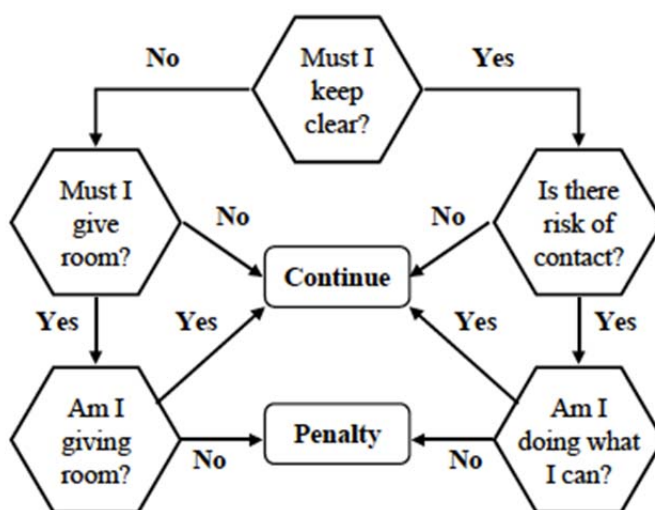 No
Must I
keep
clear?
Yes
Must I
give
room?
No
No
Is there
risk of
contact?
Continue
Yes
Yes
Yes
Yes
Am I
giving
room?
No
Penalty
No
Am I
doing what
I can?